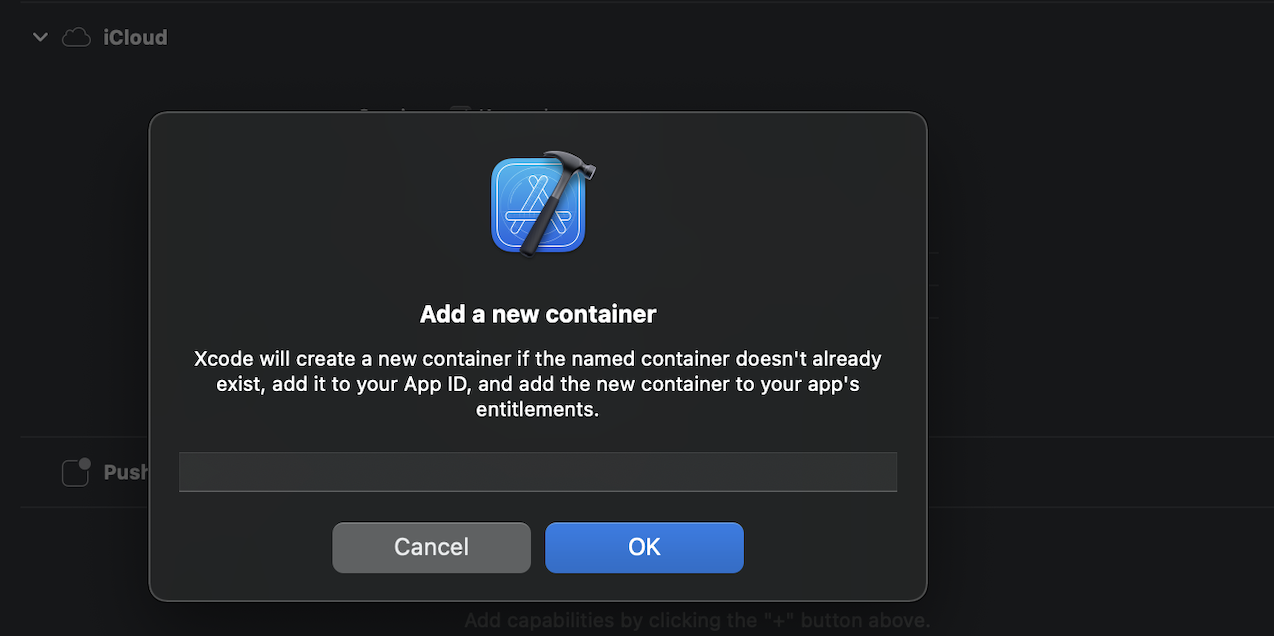 iCloud
Add a new container
Xcode will create a new container if the named container doesn't already
exist, add it to your App ID, and add the new container to your app's
entitlements.
Push
Cancel
OK
Add capabilities by clicking the "+" button above.